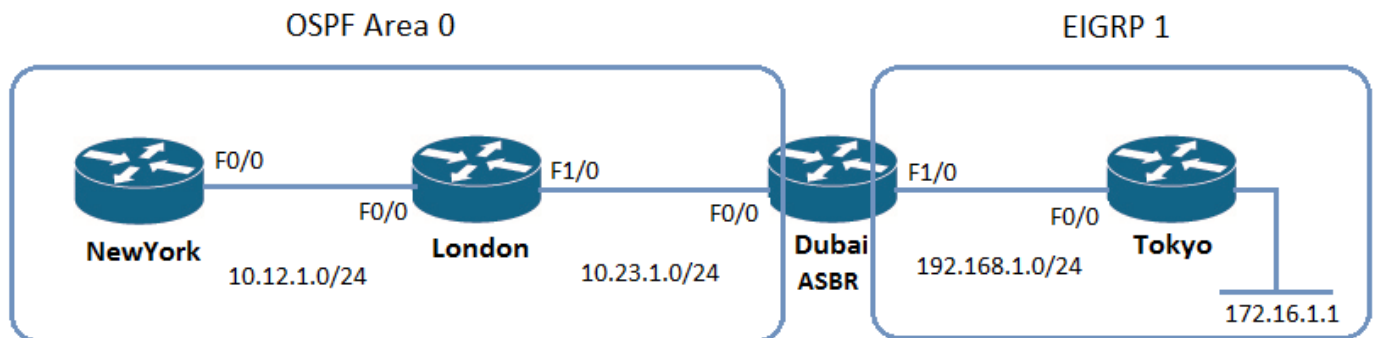 OSPF Area 0
EIGRP 1
F0/0
F0/0
F1/0
F0/0
F1/0
F0/0
NewYork
London
Dubai
ASBR
Tokyo
10.12.1.0/24
10.23.1.0/24
192.168.1.0/24
172.16.1.1